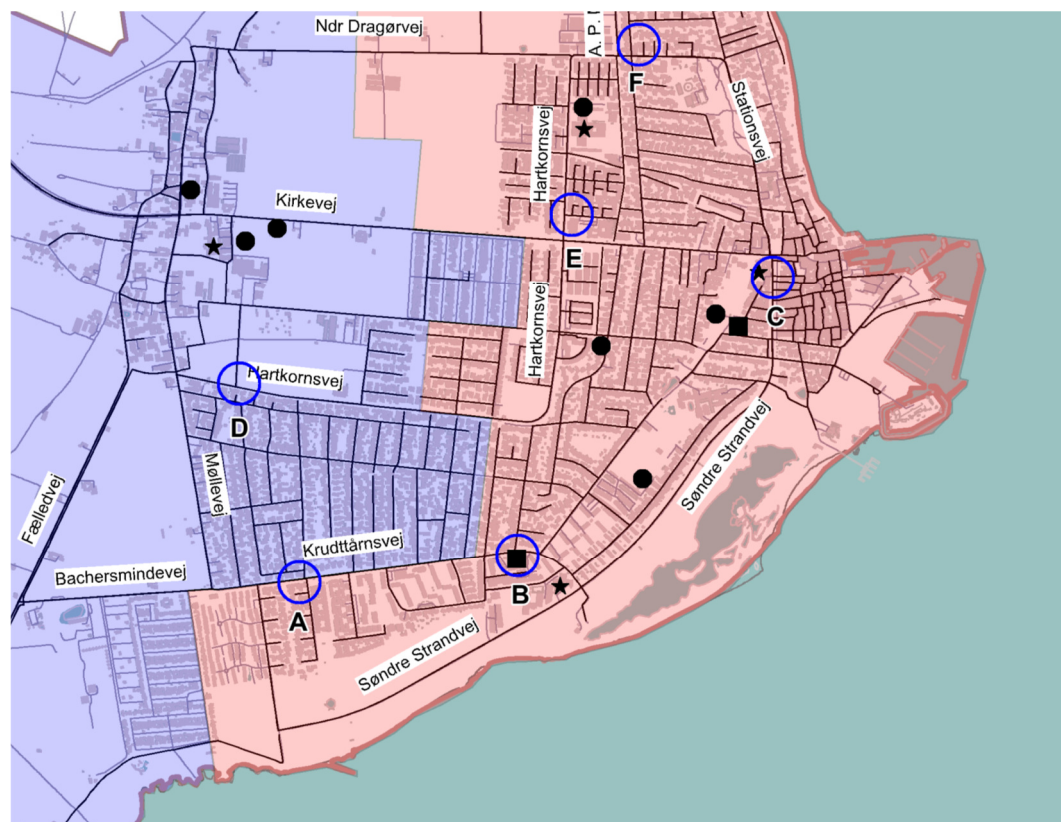 Ndr Dragørvej
A. P. D
F
Stationsvej
Hartkornsvej
Kirkevej
E
Hartkornsvej
C
Hartkornsvej
D
Søndre Strandvej
Møllevej
Fælledvej
Krudttårnsvej
Bachersmindevej
B
A
Søndre Strandvej